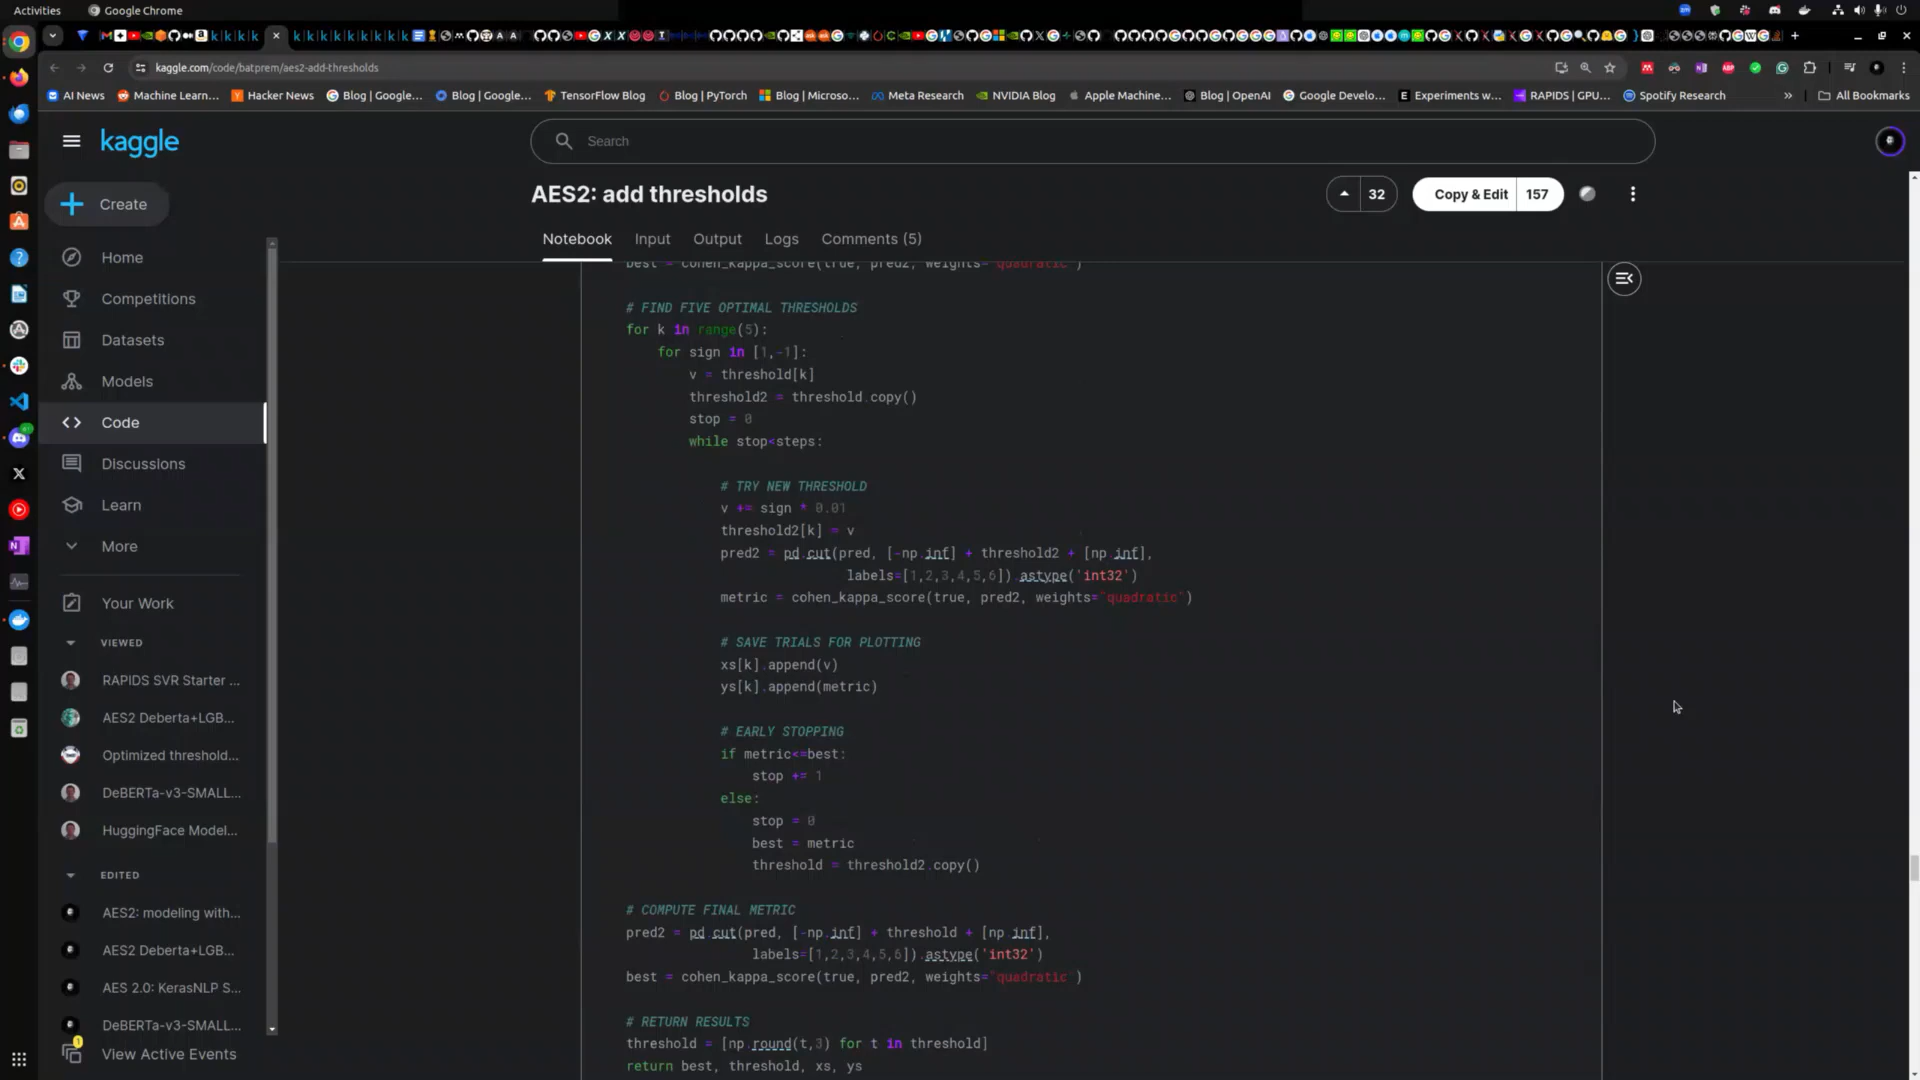 Activities
Google Chrome
kaggle.com/code/batprem/aes2-add-thresholds
AI News
Machine Learn...
Hacker News
Blog | Google...
Blog | Google...
TensorFlow Blog
Blog | PyTorch
Blog | Microso...
Meta Research
NVIDIA Blog
Apple Machine...
Blog | OpenAI
Google Develo...
Experiments w...
RAPIDS | GPU...
Spotify Research
»
All Bookmarks
kaggle
Search
Create
AES2: add thresholds
32
Copy & Edit
157
Notebook
Input
Output
Logs
Comments (5)
Home
Competitions
Datasets
Models
Code
Discussions
Learn
More
Your Work
VIEWED
RAPIDS SVR Starter ...
AES2 Deberta+LGB...
Optimized threshold...
DeBERTa-v3-SMALL...
HuggingFace Model...
EDITED
AES2: modeling with...
AES2 Deberta+LGB...
AES 2.0: KerasNLP S...
DeBERTa-v3-SMALL...
1
View Active Events
best = cohen_kappa_score(true, pred2, weights="quadratic")
# FIND FIVE OPTIMAL THRESHOLDS
for k in range(5):
for sign in [1,-1]:
v = threshold[k]
threshold2 = threshold.copy()
stop = 0
while stop<steps:
# TRY NEW THRESHOLD
v += sign * 0.01
threshold2[k] = v
pred2 = pd.cut(pred, [-np.inf] + threshold2 + [np.inf],
labels=[1,2,3,4,5,6]).astype('int32')
metric = cohen_kappa_score(true, pred2, weights="quadratic")
# SAVE TRIALS FOR PLOTTING
xs[k].append(v)
ys[k].append(metric)
# EARLY STOPPING
if metric<=best:
stop += 1
else:
stop = 0
best = metric
threshold = threshold2.copy()
# COMPUTE FINAL METRIC
pred2 = pd.cut(pred, [-np.inf] + threshold + [np.inf],
labels=[1,2,3,4,5,6]).astype('int32')
best = cohen_kappa_score(true, pred2, weights="quadratic")
# RETURN RESULTS
threshold = [np.round(t,3) for t in threshold]
return best, threshold, xs, ys